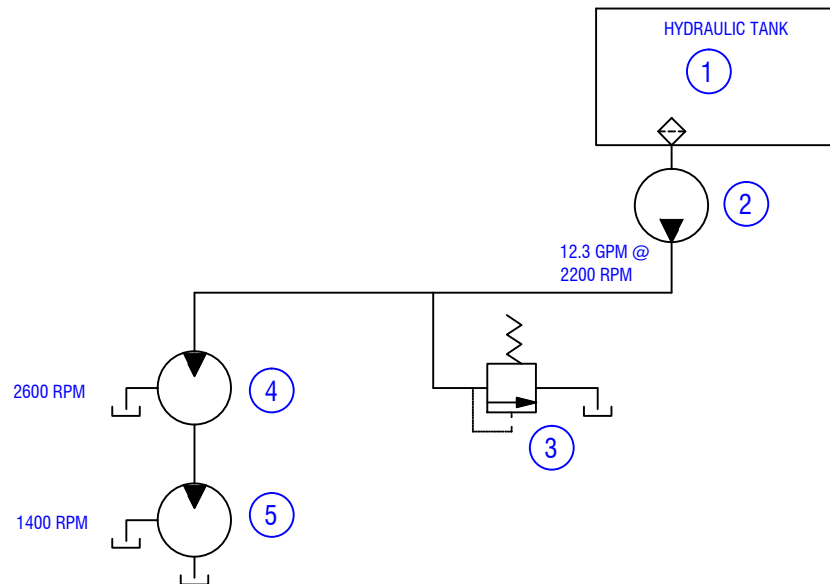 HYDRAULIC TANK
1
2
12.3 GPM @
2200 RPM
2600 RPM
4
3
1400 RPM
5